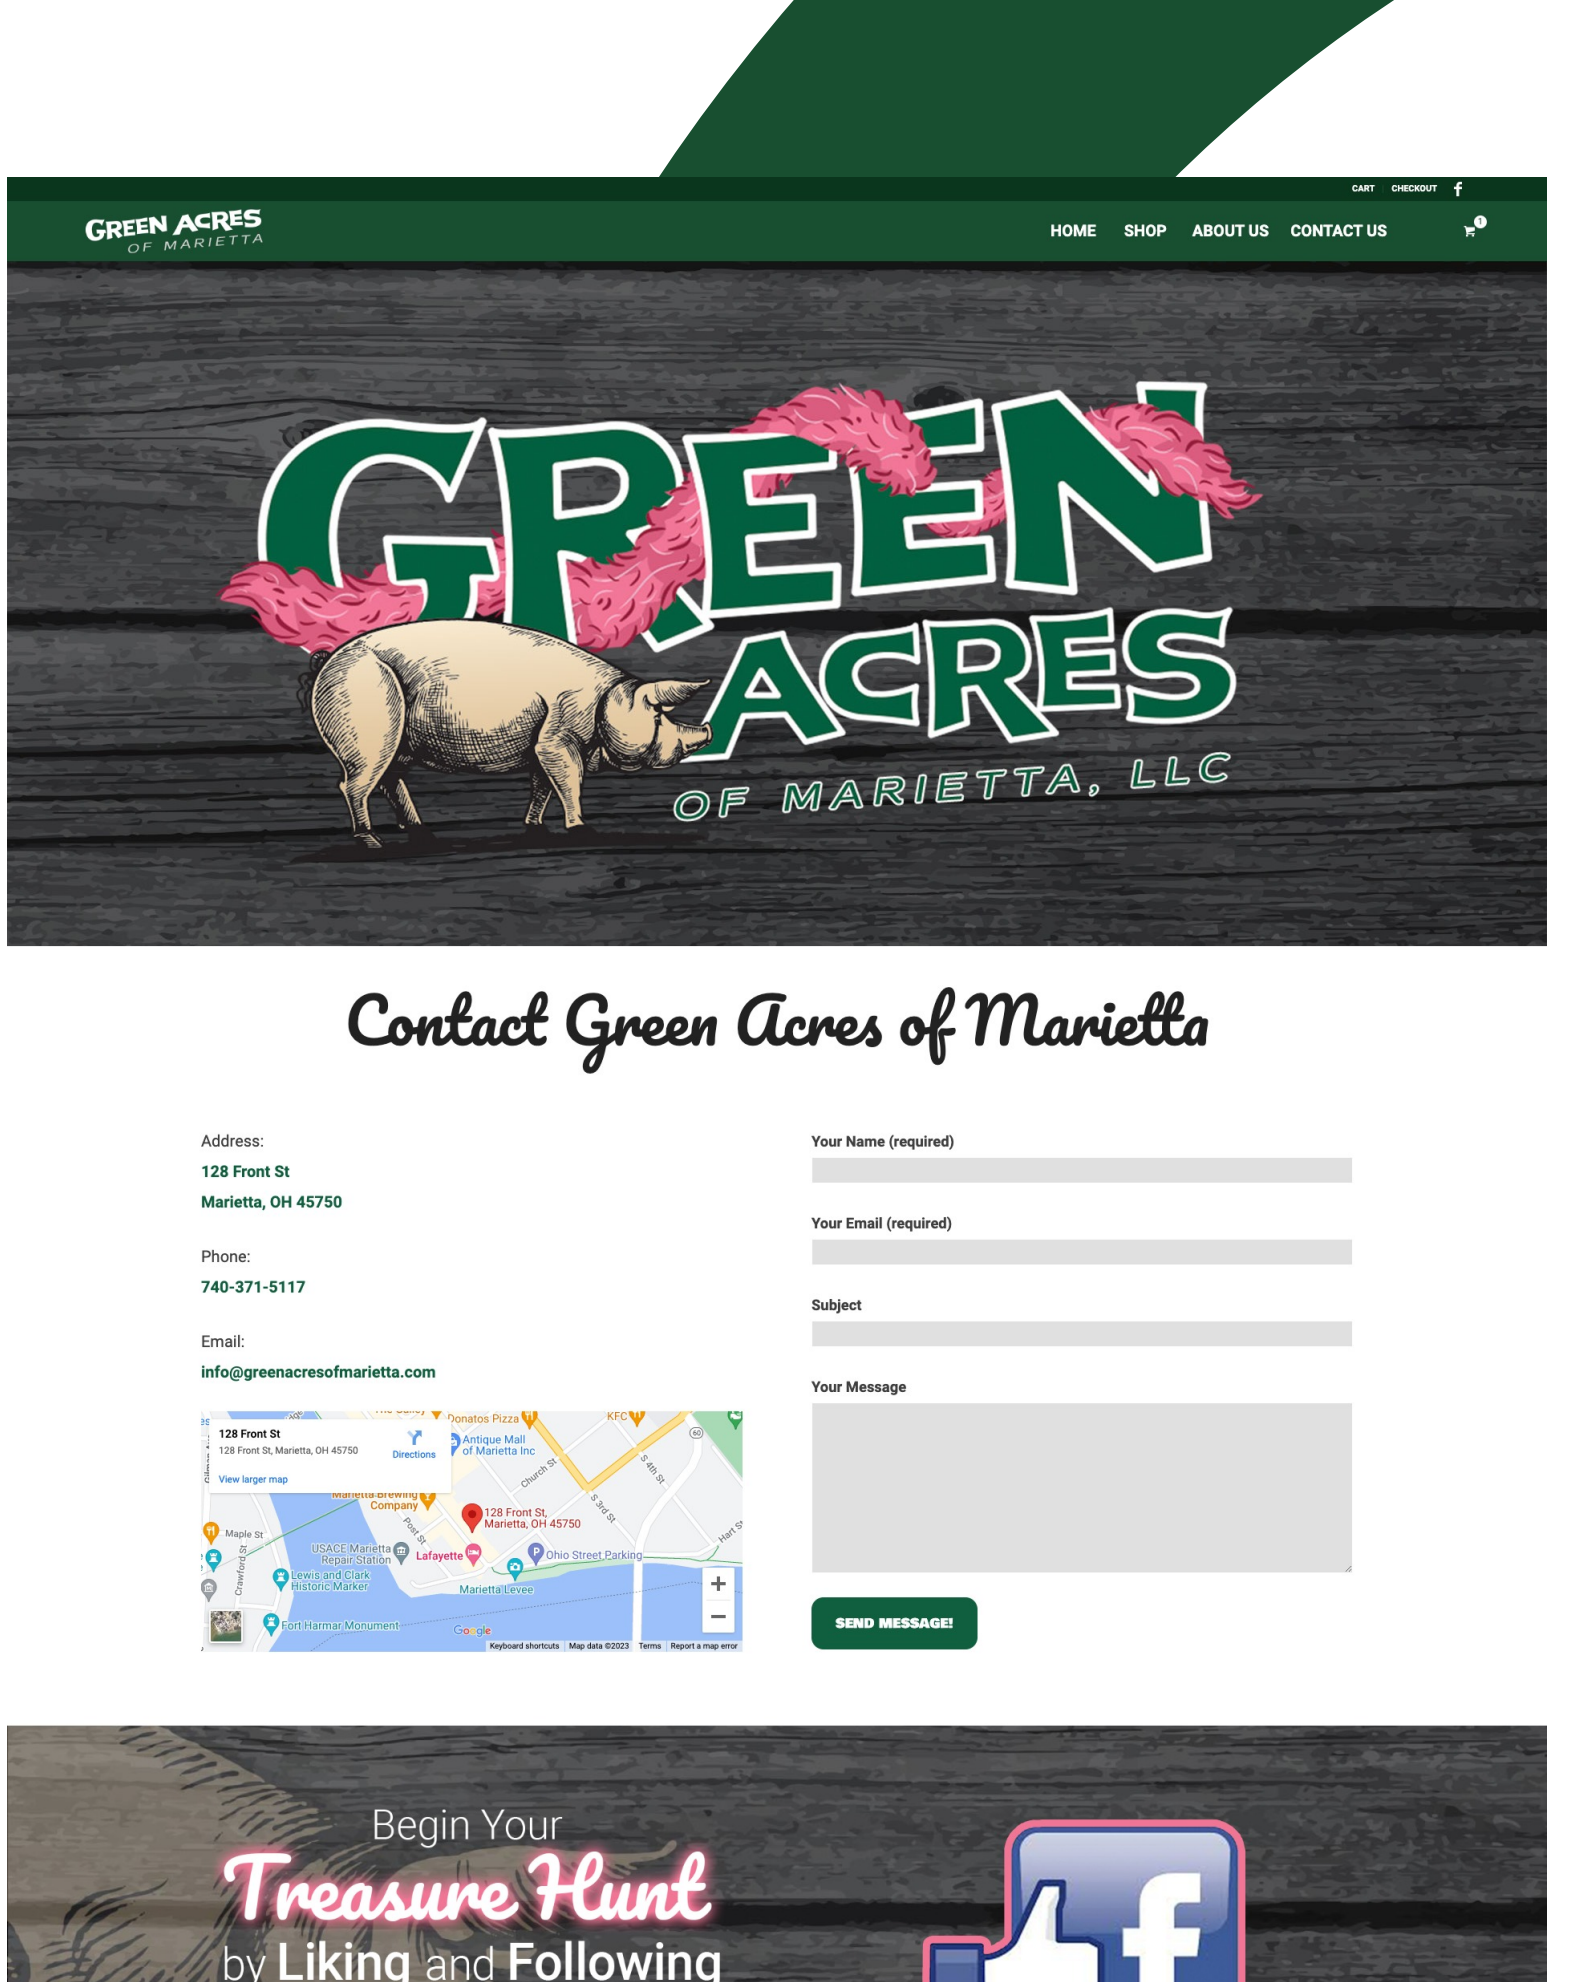 CART CHECKOUT f
GREEN ACRES
OF MARIETTA
HOME SHOP ABOUT US CONTACT US 1
GREEN
ACRES
OF MARIETTA, LLC
Contact Green Acres of Marietta
Address:
128 Front St
Marietta, OH 45750
Phone:
740-371-5117
Email:
info@greenacresofmarietta.com
128 Front St
128 Front St, Marietta, OH 45750
Directions
View larger map
Donatos Pizza
KFC
Antique Mall
of Marietta Inc
60
Church St
S 4th St
S 3rd St
Hart St
Marietta Brewing
Company
128 Front St,
Marietta, OH 45750
Post St
Maple St
Crawford St
USACE Marietta
Repair Station
Lafayette
P
Ohio Street Parking
Lewis and Clark
Historic Marker
Marietta Levee
Fort Harmar Monument
Google
Keyboard shortcuts Map data ©2023 Terms Report a map error
Your Name (required)
Your Email (required)
Subject
Your Message
SEND MESSAGE!
Begin Your
Treasure Hunt
by Liking and Following
f